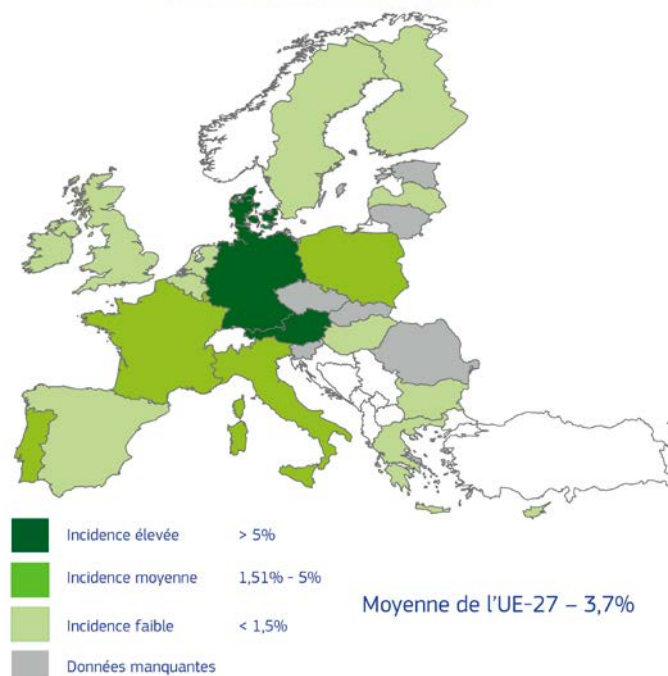 Incidence élevée > 5%
Incidence moyenne 1,51% - 5%
Moyenne de l'UE-27 – 3,7%
Incidence faible < 1,5%
Données manquantes